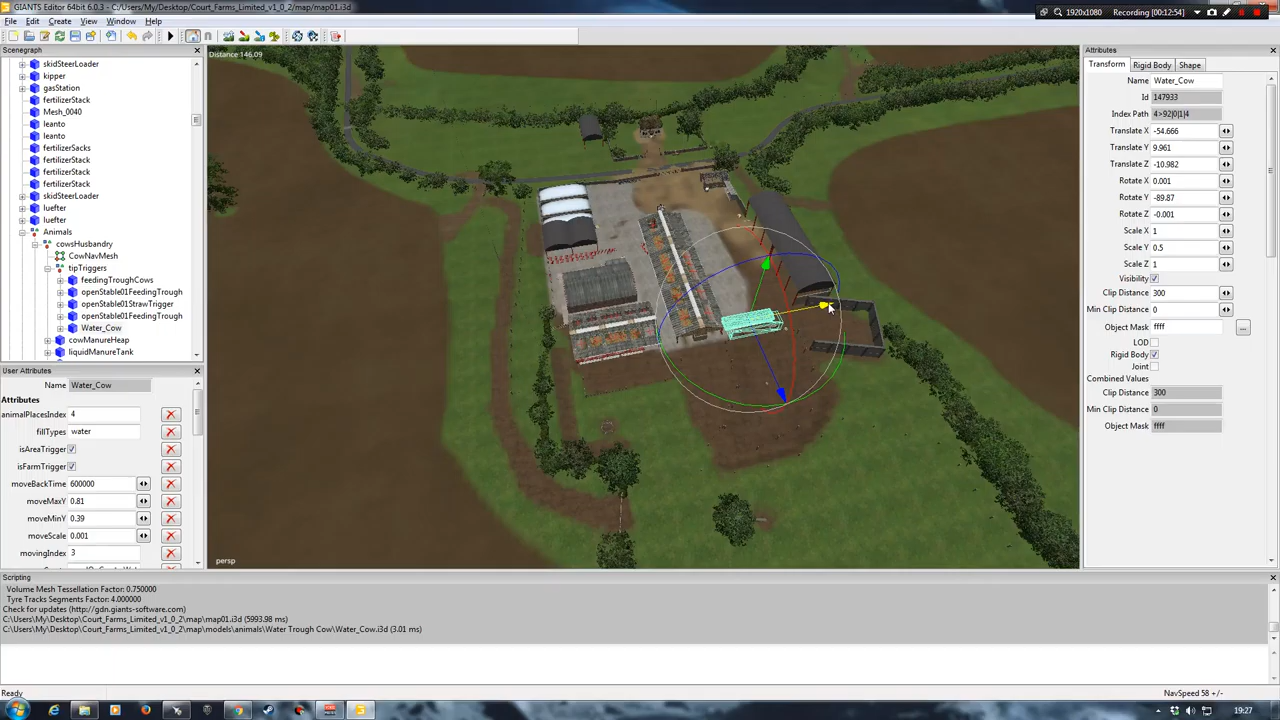 GIANTS Editor 64bit 6.0.3 - C:/Users/My/Desktop/Court_Farms_Limited_v1_0_2/map/map01.i3d
1920x1080
Recording [00:12:54]
File Edit Create View Window Help
Scenegraph
skidSteerLoader
kipper
gasStation
fertilizerStack
Mesh_0040
leanto
leanto
fertilizerSacks
fertilizerStack
fertilizerStack
fertilizerStack
skidSteerLoader
luefter
luefter
Animals
cowsHusbandry
CowNavMesh
tipTriggers
feedingTroughCows
openStable01FeedingTrough
openStable01StrawTrigger
openStable01FeedingTrough
Water_Cow
cowManureHeap
liquidManureTank
User Attributes
Name Water_Cow
Attributes
animalPlacesIndex 4
fillTypes water
isAreaTrigger
isFarmTrigger
moveBackTime 600000
moveMaxY 0.81
moveMinY 0.39
moveScale 0.001
movingIndex 3
Distance 146.09
persp
Attributes
Transform Rigid Body Shape
Name Water_Cow
Id 147933
Index Path 4>92|0|1|4
Translate X -54.666
Translate Y 9.961
Translate Z -10.982
Rotate X 0.001
Rotate Y -89.87
Rotate Z -0.001
Scale X 1
Scale Y 0.5
Scale Z 1
Visibility
Clip Distance 300
Min Clip Distance 0
Object Mask ffff ...
LOD
Rigid Body
Joint
Combined Values
Clip Distance 300
Min Clip Distance 0
Object Mask ffff
Scripting
Volume Mesh Tessellation Factor: 0.750000
Tyre Tracks Segments Factor: 4.000000
Check for updates (http://gdn.giants-software.com)
C:\Users\My\Desktop\Court_Farms_Limited_v1_0_2\map\map01.i3d (5993.98 ms)
C:\Users\My\Desktop\Court_Farms_Limited_v1_0_2\map\models\animals\Water Trough Cow\Water_Cow.i3d (3.01 ms)
Ready
NavSpeed 58 +/-
19:27